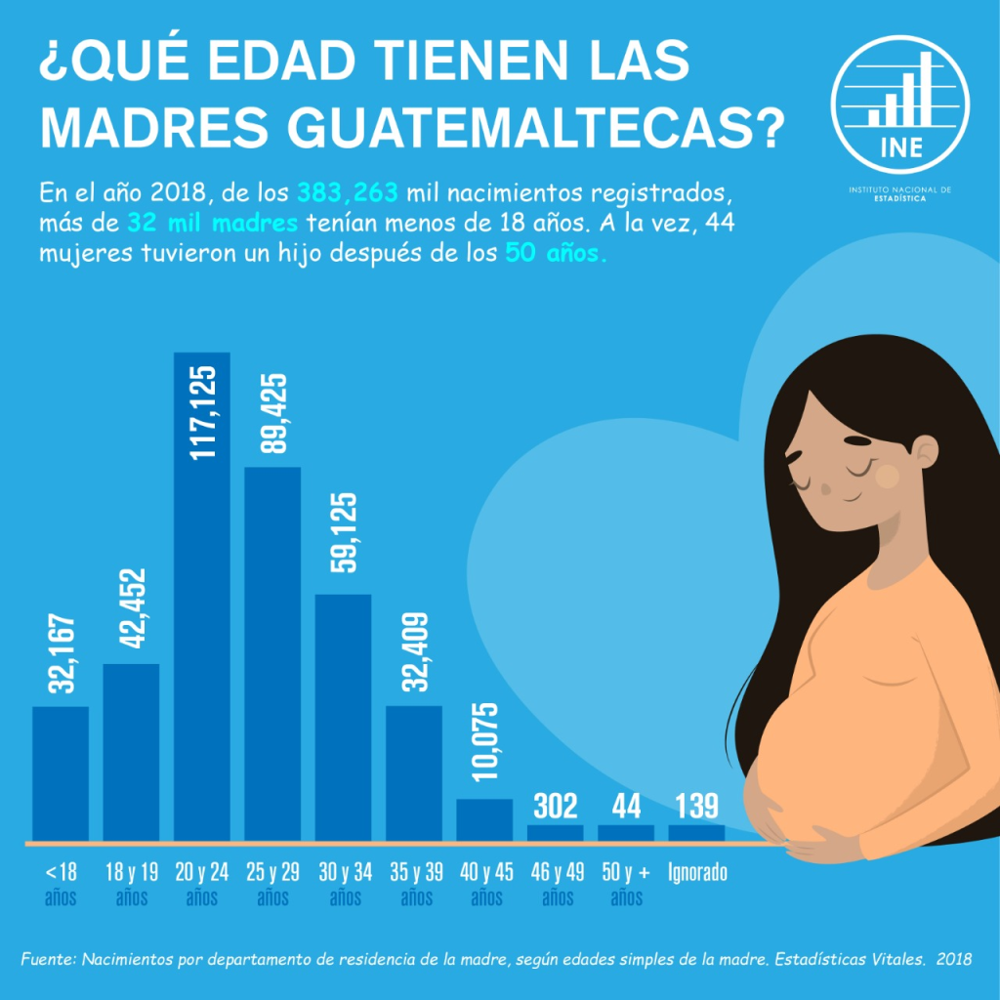 ¿QUÉ EDAD TIENEN LAS
MADRES GUATEMALTECAS?
INE
INSTITUTO NACIONAL DE
ESTADÍSTICA
En el año 2018, de los 383,263 mil nacimientos registrados,
más de 32 mil madres tenían menos de 18 años. A la vez, 44
mujeres tuvieron un hijo después de los 50 años.
32,167
42,452
117,125
89,425
59,125
32,409
10,075
302
44
139
<18 años
18 y 19 años
20 y 24 años
25 y 29 años
30 y 34 años
35 y 39 años
40 y 45 años
46 y 49 años
50 y + años
Ignorado
Fuente: Nacimientos por departamento de residencia de la madre, según edades simples de la madre. Estadísticas Vitales. 2018